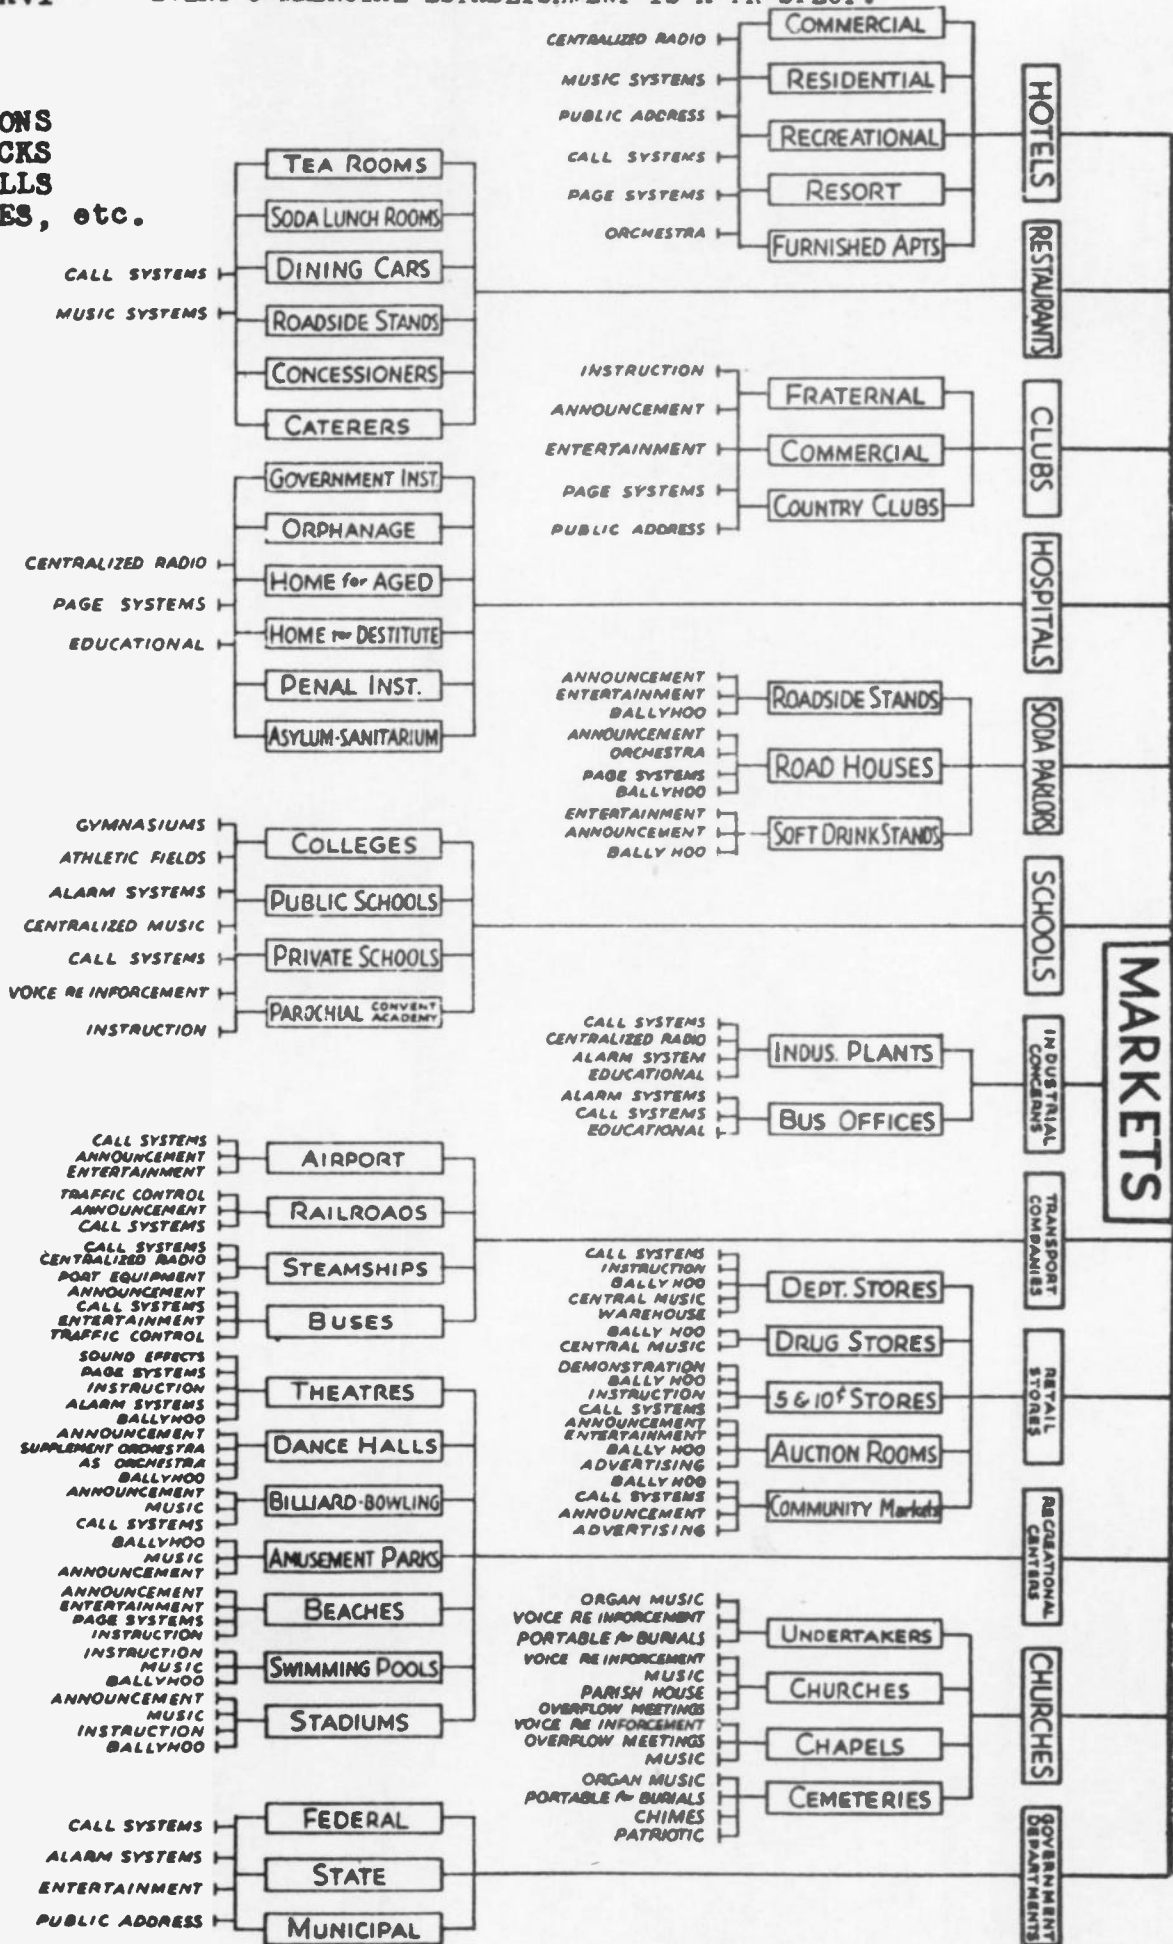 ONS
CKS
LLS
ES, etc.
MARKETS
HOTELS
COMMERCIAL
RESIDENTIAL
RECREATIONAL
RESORT
FURNISHED APTS
CENTRALIZED RADIO
MUSIC SYSTEMS
PUBLIC ADDRESS
CALL SYSTEMS
PAGE SYSTEMS
ORCHESTRA
RESTAURANTS
TEA ROOMS
SODA LUNCH ROOMS
DINING CARS
ROADSIDE STANDS
CONCESSIONERS
CATERERS
CALL SYSTEMS
MUSIC SYSTEMS
CLUBS
FRATERNAL
COMMERCIAL
COUNTRY CLUBS
INSTRUCTION
ANNOUNCEMENT
ENTERTAINMENT
PAGE SYSTEMS
PUBLIC ADDRESS
HOSPITALS
GOVERNMENT INST.
ORPHANAGE
HOME for AGED
HOME for DESTITUTE
PENAL INST.
ASYLUM-SANITARIUM
CENTRALIZED RADIO
PAGE SYSTEMS
EDUCATIONAL
SODA PARLORS
ROADSIDE STANDS
ANNOUNCEMENT
ENTERTAINMENT
BALLYHOO
ROAD HOUSES
ANNOUNCEMENT
ORCHESTRA
PAGE SYSTEMS
BALLYHOO
SOFT DRINK STANDS
ENTERTAINMENT
ANNOUNCEMENT
BALLY HOO
SCHOOLS
COLLEGES
PUBLIC SCHOOLS
PRIVATE SCHOOLS
PAROCHIAL CONVENT ACADEMY
GYMNASIUMS
ATHLETIC FIELDS
ALARM SYSTEMS
CENTRALIZED MUSIC
CALL SYSTEMS
VOICE RE INFORCEMENT
INSTRUCTION
INDUSTRIAL CONCERNS
INDUS. PLANTS
CALL SYSTEMS
CENTRALIZED RADIO
ALARM SYSTEM
EDUCATIONAL
BUS OFFICES
ALARM SYSTEMS
CALL SYSTEMS
EDUCATIONAL
TRANSPORT COMPANIES
AIRPORT
CALL SYSTEMS
ANNOUNCEMENT
ENTERTAINMENT
RAILROADS
TRAFFIC CONTROL
ANNOUNCEMENT
CALL SYSTEMS
STEAMSHIPS
CALL SYSTEMS
CENTRALIZED RADIO
PORT EQUIPMENT
BUSES
ANNOUNCEMENT
CALL SYSTEMS
ENTERTAINMENT
TRAFFIC CONTROL
RETAIL STORES
DEPT. STORES
CALL SYSTEMS
INSTRUCTION
BALLY HOO
CENTRAL MUSIC
WAREHOUSE
DRUG STORES
BALLY HOO
CENTRAL MUSIC
5 & 10¢ STORES
DEMONSTRATION
BALLY HOO
INSTRUCTION
CALL SYSTEMS
AUCTION ROOMS
ANNOUNCEMENT
ENTERTAINMENT
BALLY HOO
ADVERTISING
COMMUNITY Markets
BALLY HOO
CALL SYSTEMS
ANNOUNCEMENT
ADVERTISING
RECREATIONAL CENTERS
THEATRES
SOUND EFFECTS
PAGE SYSTEMS
INSTRUCTION
ALARM SYSTEMS
BALLYHOO
DANCE HALLS
ANNOUNCEMENT
SUPPLEMENT ORCHESTRA
AS ORCHESTRA
BALLYHOO
BILLIARD-BOWLING
ANNOUNCEMENT
MUSIC
CALL SYSTEMS
AMUSEMENT PARKS
BALLYHOO
MUSIC
ANNOUNCEMENT
BEACHES
ANNOUNCEMENT
ENTERTAINMENT
PAGE SYSTEMS
INSTRUCTION
SWIMMING POOLS
INSTRUCTION
MUSIC
BALLYHOO
STADIUMS
ANNOUNCEMENT
MUSIC
INSTRUCTION
BALLYHOO
CHURCHES
UNDERTAKERS
ORGAN MUSIC
VOICE RE INFORCEMENT
PORTABLE for BURIALS
CHURCHES
VOICE RE INFORCEMENT
MUSIC
PARISH HOUSE
OVERFLOW MEETINGS
CHAPELS
VOICE RE INFORCEMENT
OVERFLOW MEETINGS
MUSIC
CEMETERIES
ORGAN MUSIC
PORTABLE for BURIALS
CHIMES
PATRIOTIC
GOVERNMENT DEPARTMENTS
FEDERAL
STATE
MUNICIPAL
CALL SYSTEMS
ALARM SYSTEMS
ENTERTAINMENT
PUBLIC ADDRESS